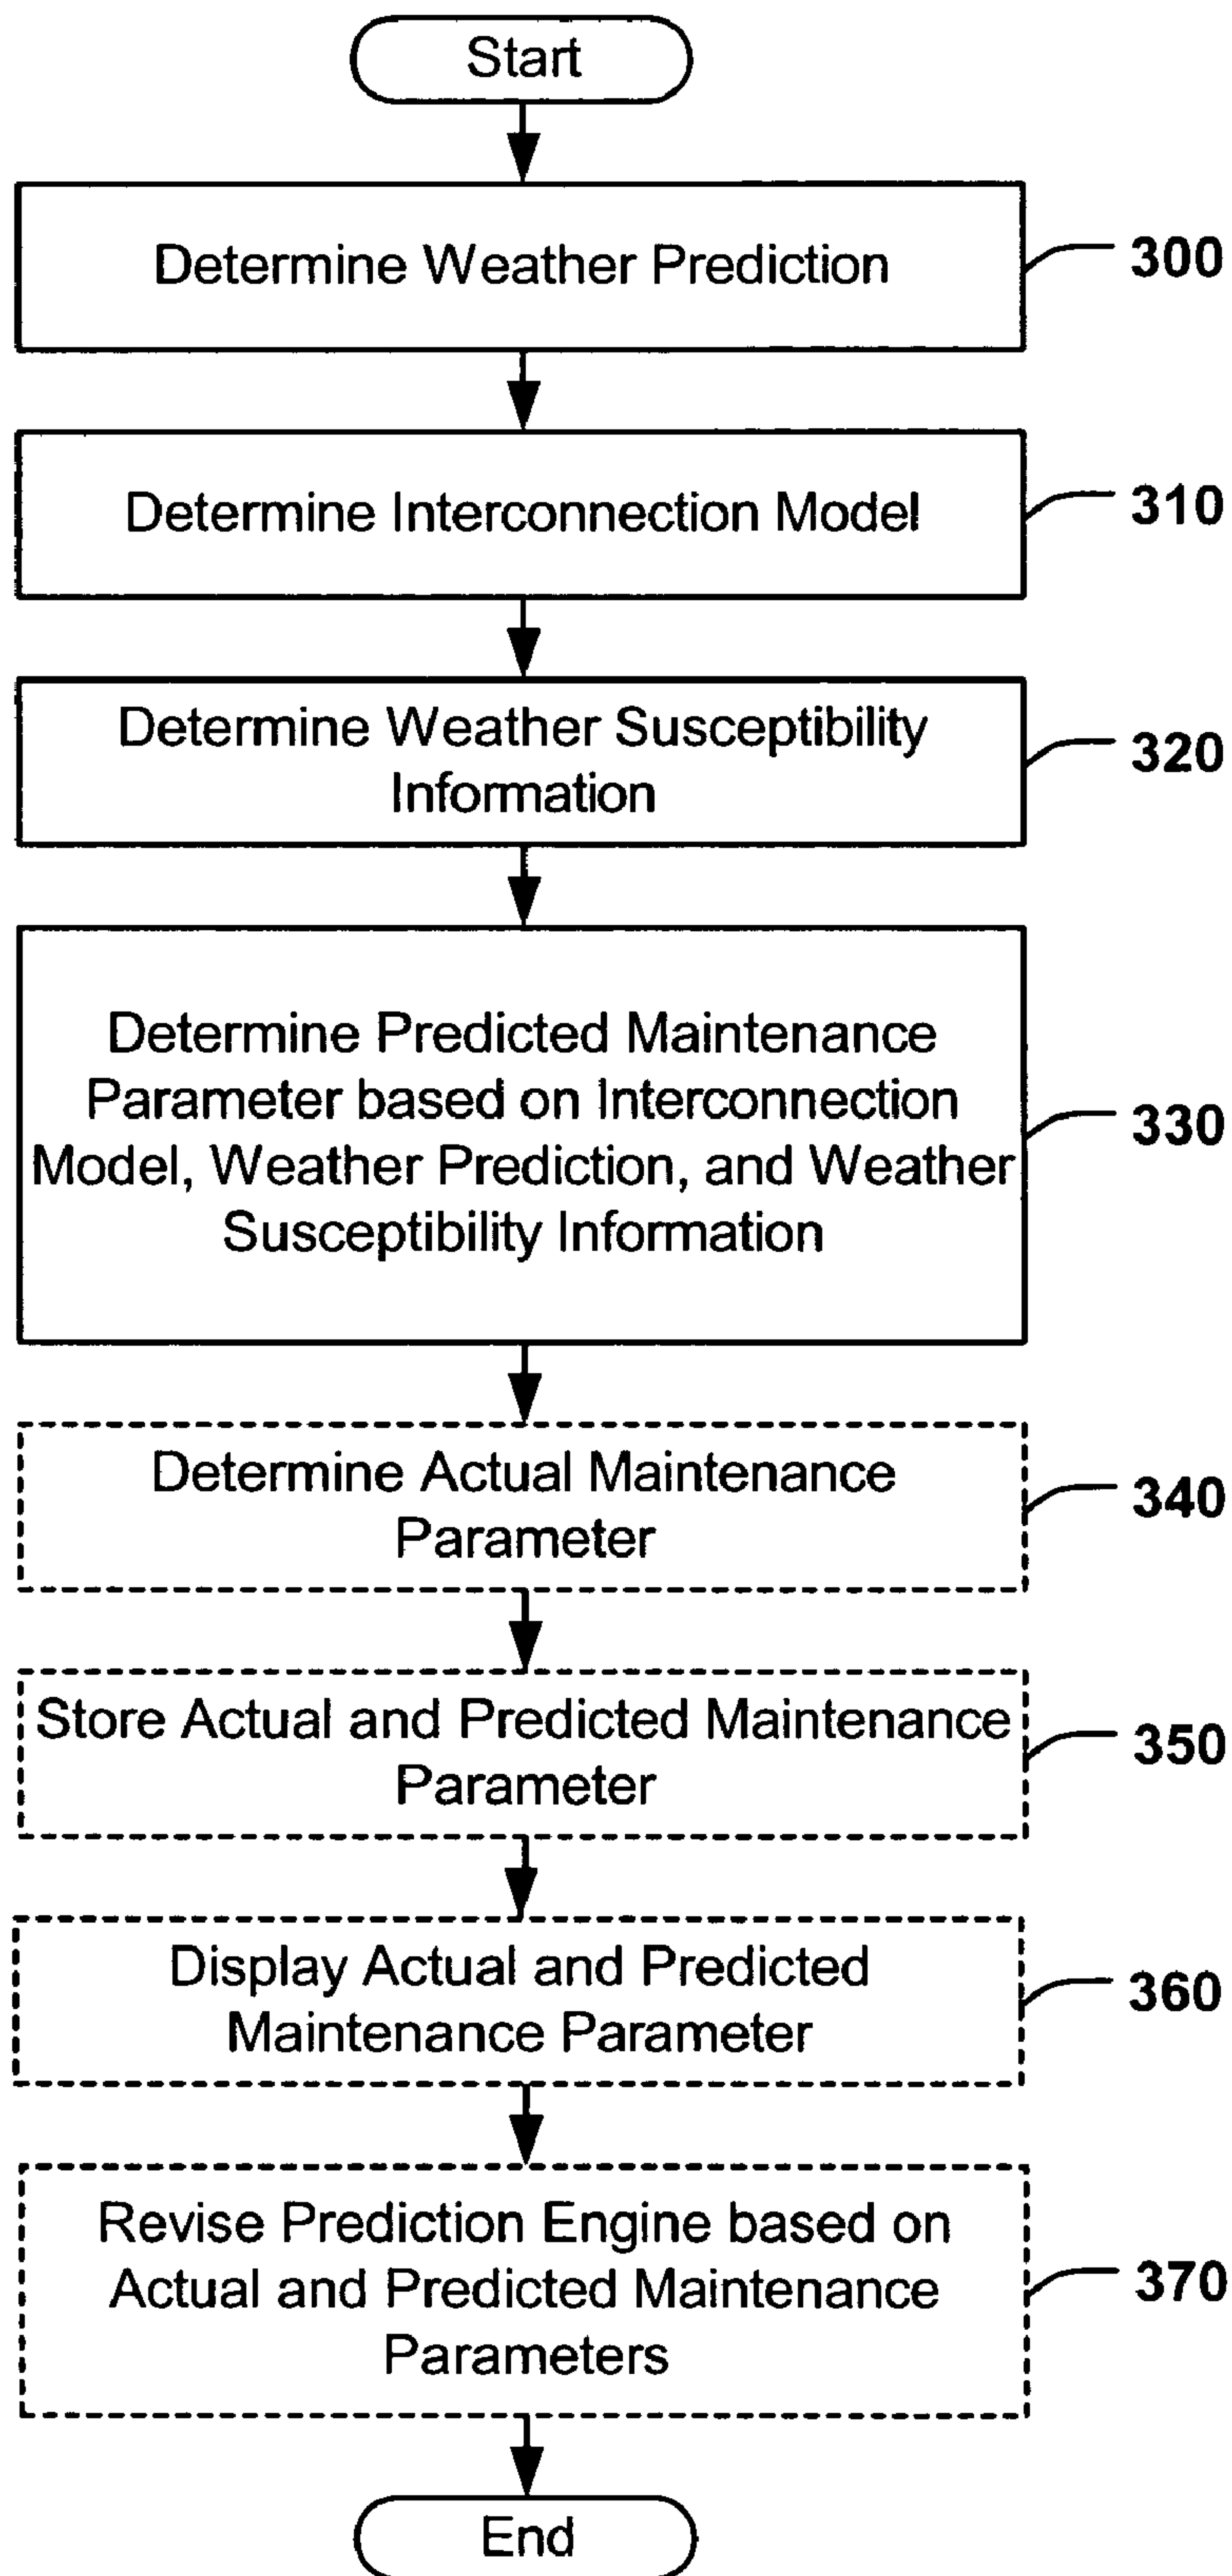 Start
Determine Weather Prediction
300
Determine Interconnection Model
310
Determine Weather Susceptibility
Information
320
Determine Predicted Maintenance
Parameter based on Interconnection
Model, Weather Prediction, and Weather
Susceptibility Information
330
Determine Actual Maintenance
Parameter
340
Store Actual and Predicted Maintenance
Parameter
350
Display Actual and Predicted
Maintenance Parameter
360
Revise Prediction Engine based on
Actual and Predicted Maintenance
Parameters
370
End